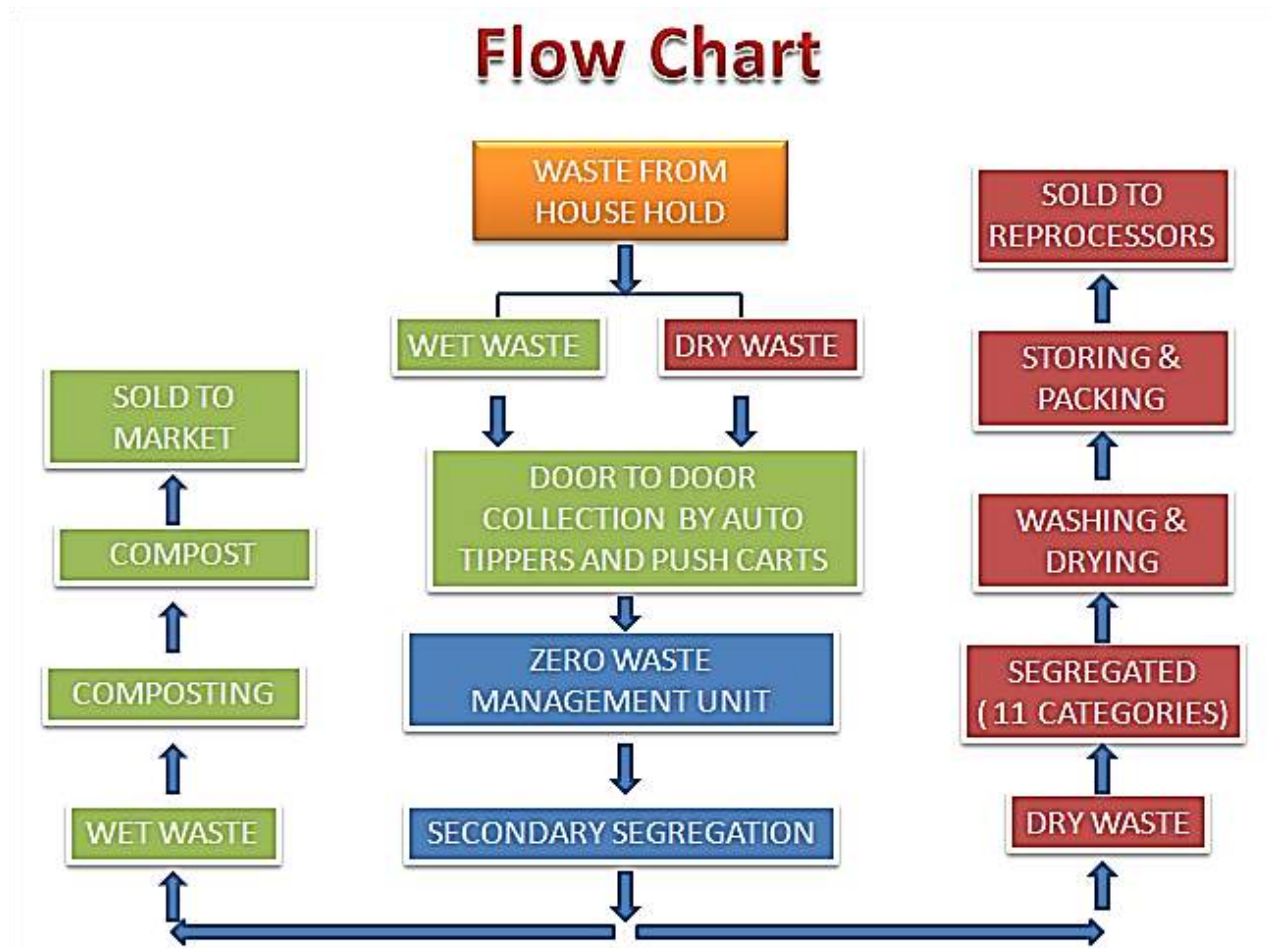 Flow Chart
WASTE FROM
HOUSE HOLD
WET WASTE
DRY WASTE
DOOR TO DOOR
COLLECTION BY AUTO
TIPPERS AND PUSH CARTS
ZERO WASTE
MANAGEMENT UNIT
SECONDARY SEGREGATION
WET WASTE
COMPOSTING
COMPOST
SOLD TO
MARKET
DRY WASTE
SEGREGATED
( 11 CATEGORIES)
WASHING &
DRYING
STORING &
PACKING
SOLD TO
REPROCESSORS